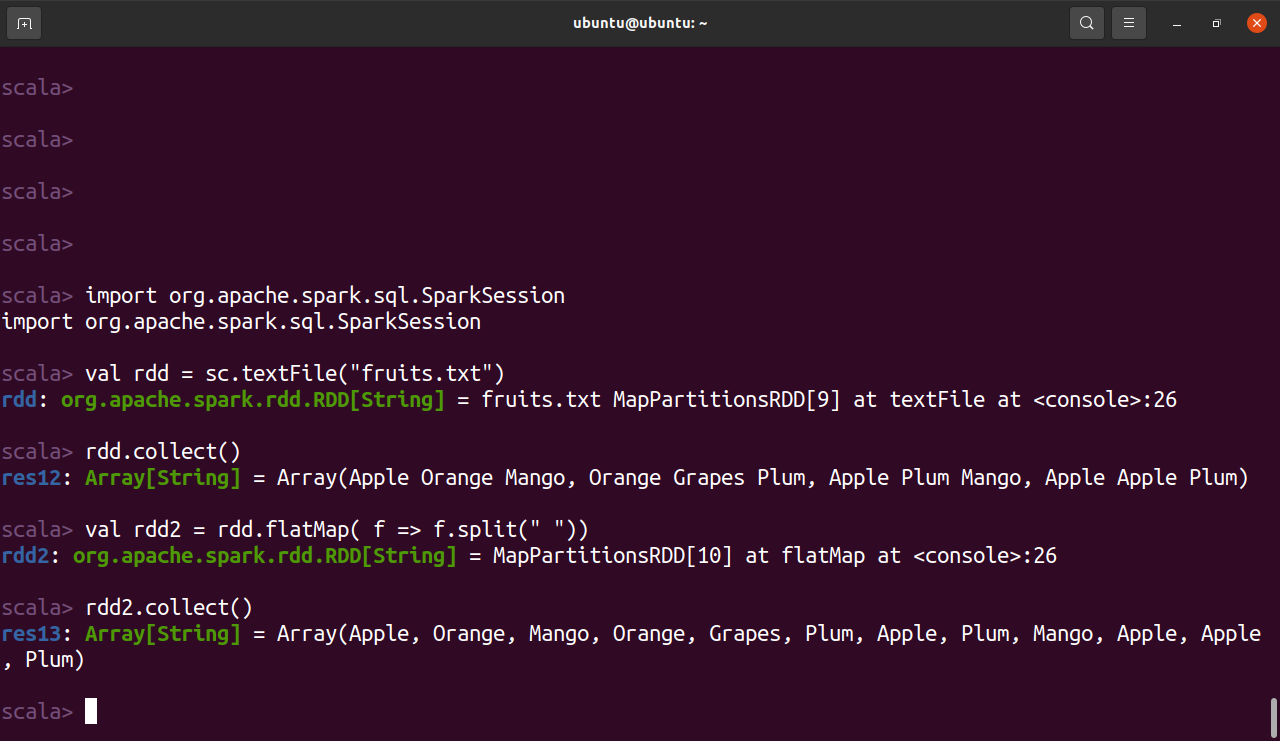 ubuntu@ubuntu: ~
scala>
scala>
scala>
scala>
scala> import org.apache.spark.sql.SparkSession
import org.apache.spark.sql.SparkSession
scala> val rdd = sc.textFile("fruits.txt")
rdd: org.apache.spark.rdd.RDD[String] = fruits.txt MapPartitionsRDD[9] at textFile at <console>:26
scala> rdd.collect()
res12: Array[String] = Array(Apple Orange Mango, Orange Grapes Plum, Apple Plum Mango, Apple Apple Plum)
scala> val rdd2 = rdd.flatMap( f => f.split(" "))
rdd2: org.apache.spark.rdd.RDD[String] = MapPartitionsRDD[10] at flatMap at <console>:26
scala> rdd2.collect()
res13: Array[String] = Array(Apple, Orange, Mango, Orange, Grapes, Plum, Apple, Plum, Mango, Apple, Apple
, Plum)
scala>